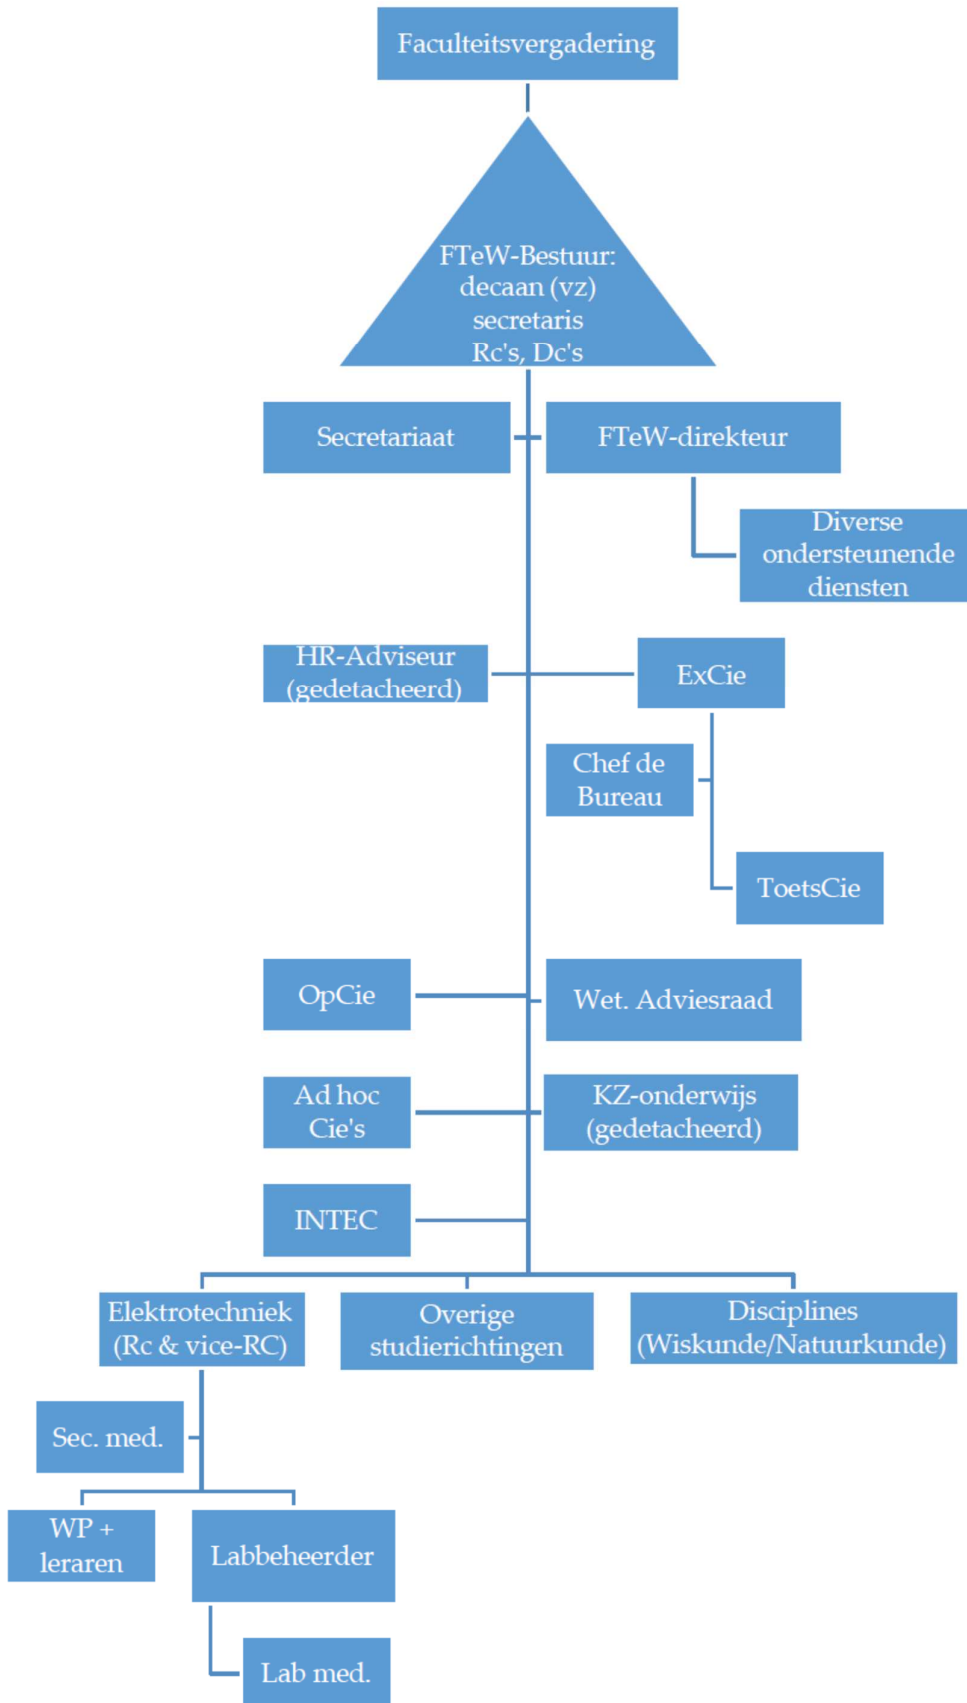 Faculteitsvergadering
FTeW-Bestuur:
decaan (vz)
secretaris
Rc's, Dc's
Secretariaat
FTeW-direkteur
Diverse
ondersteunende
diensten
HR-Adviseur
(gedetacheerd)
ExCie
Chef de
Bureau
ToetsCie
OpCie
Wet. Adviesraad
Ad hoc
Cie's
KZ-onderwijs
(gedetacheerd)
INTEC
Elektrotechniek
(Rc & vice-RC)
Overige
studierichtingen
Disciplines
(Wiskunde/Natuurkunde)
Sec. med.
WP +
leraren
Labbeheerder
Lab med.